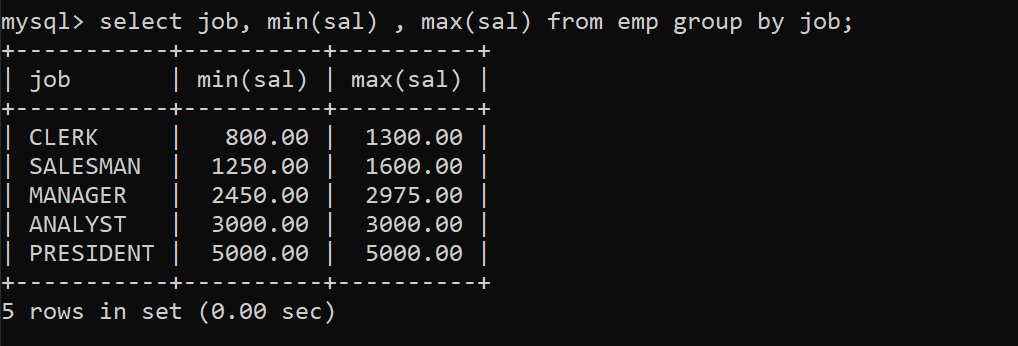 mysql> select job, min(sal) , max(sal) from emp group by job;
+-----------+----------+----------+
| job       | min(sal) | max(sal) |
+-----------+----------+----------+
| CLERK     |   800.00 |  1300.00 |
| SALESMAN  |  1250.00 |  1600.00 |
| MANAGER   |  2450.00 |  2975.00 |
| ANALYST   |  3000.00 |  3000.00 |
| PRESIDENT |  5000.00 |  5000.00 |
+-----------+----------+----------+
5 rows in set (0.00 sec)